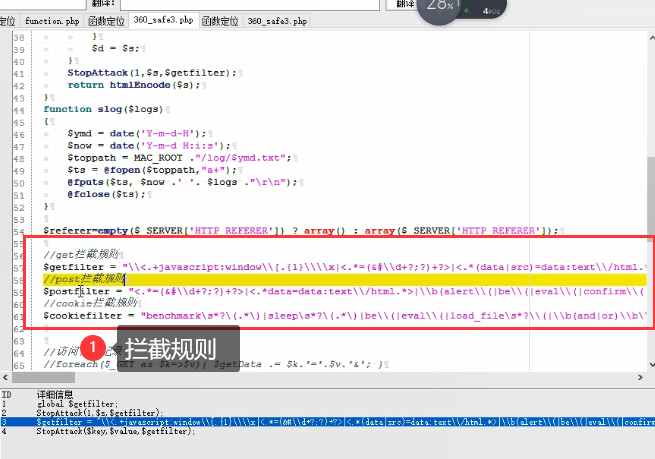 翻译:
翻译
28%
4K/s
定位 function.php 函数定位 360_safe3.php 函数定位 360_safe3.php
38 }
39 $d = $s;
40 }
41 StopAttack(1,$s,$getfilter);
42 return htmlEncode($s);
43 }
44 function slog($logs)
45 {
46 $ymd = date('Y-m-d-H');
47 $now = date('Y-m-d H:i:s');
48 $toppath = MAC_ROOT ."/log/$ymd.txt";
49 $ts = @fopen($toppath,"a+");
50 @fputs($ts, $now .' '. $logs ."\r\n");
51 @fclose($ts);
52 }
53
54 $referer=empty($_SERVER['HTTP_REFERER']) ? array() : array($_SERVER['HTTP_REFERER']);
55
56 //get拦截规则
57 $getfilter = "\\<.+javascript:window\\[.{1}\\\\x|<.*=(&#\\d+?;?)+?>|<.*(data|src)=data:text\\/html.*
58 //post拦截规则
59 $postfilter = "<.*=(&#\\d+?;?)+?>|<.*data=data:text\\/html.*>|\\b(alert\\(|be\\(|eval\\(|confirm\\(
60 //cookie拦截规则
61 $cookiefilter = "benchmark\s*?\(.*\)|sleep\s*?\(.*\)|be\\(|eval\\(|load_file\s*?\\(|\\b(and|or)\\b\
62
63
1 拦截规则
64 //访问 记录
65 //foreach($_GET as $k=>$v){ $getData .= $k.'='.$v.'&'; }
ID 详细信息
1 global $getfilter;
2 StopAttack(1,$s,$getfilter);
3 $getfilter = "\\<.+javascript:window\\[.{1}\\\\x|<.*=(&#\\d+?;?)+?>|<.*(data|src)=data:text\\/html.*>|\\b(alert\\(|be\\(|eval\\(|confirm
4 StopAttack($key,$value,$getfilter);